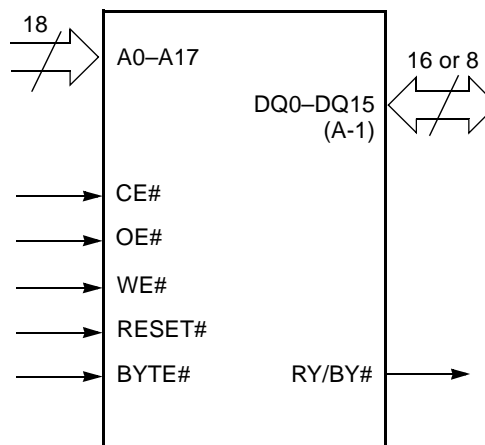 18
A0–A17
16 or 8
DQ0–DQ15
(A-1)
CE#
OE#
WE#
RESET#
BYTE#
RY/BY#